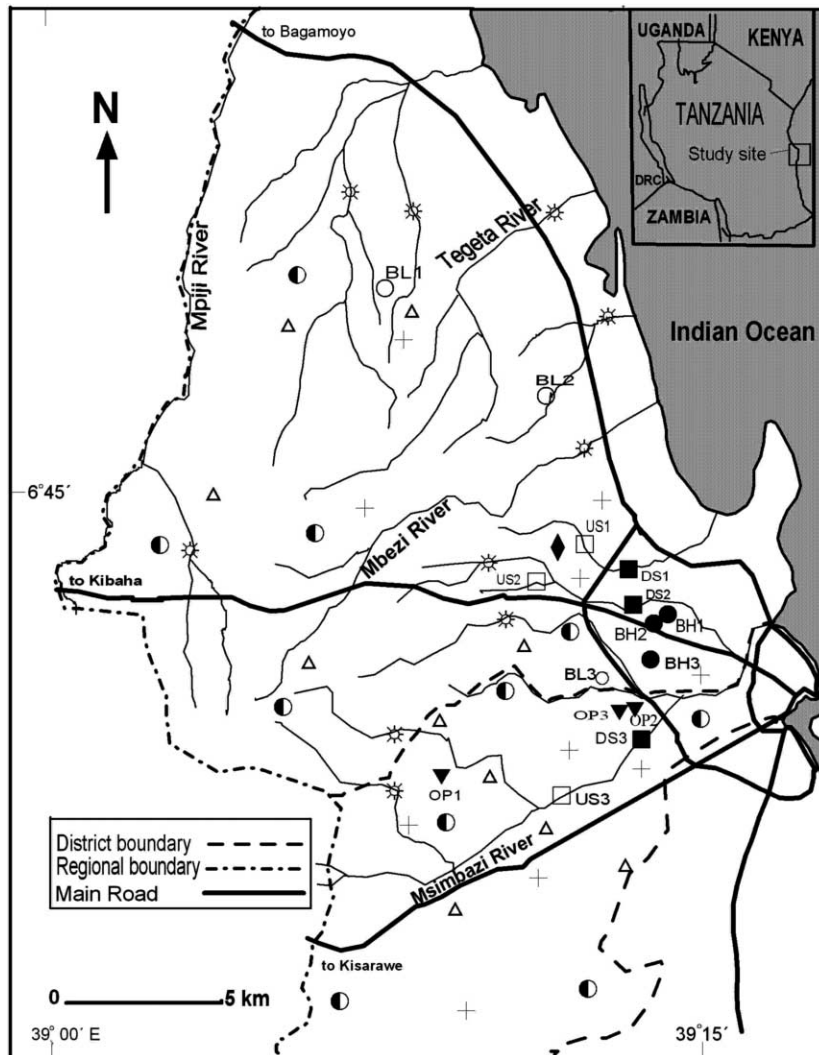 to Bagamoyo
UGANDA
KENYA
TANZANIA
Study site
DRC
ZAMBIA
N
Mpiji River
Tegeta River
BL1
Indian Ocean
BL2
6°45´
Mbezi River
US1
to Kibaha
US2
DS1
DS2
BH1
BH2
BH3
BL3
OP3
OP2
DS3
OP1
US3
District boundary
Regional boundary
Main Road
Msimbazi River
to Kisarawe
0 5 km
39°00´E
39°15´